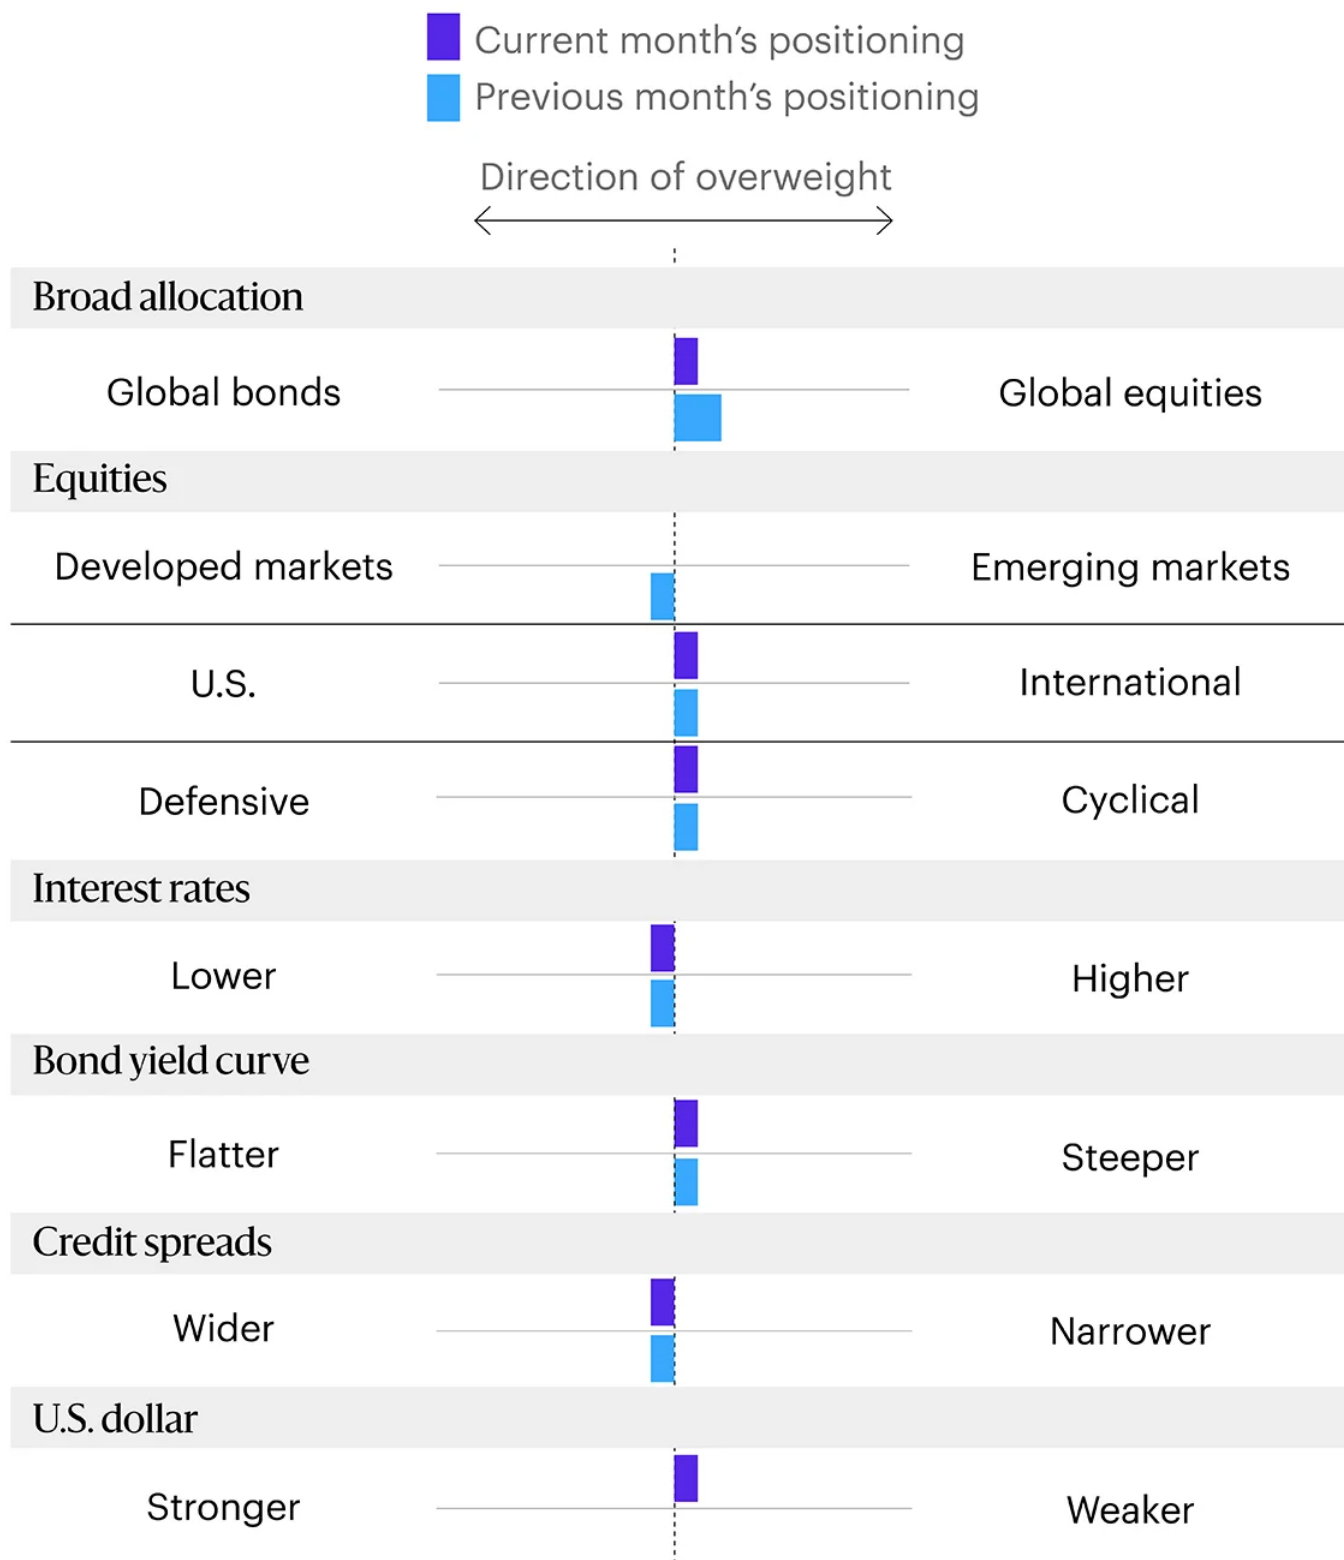 Current month’s positioning
Previous month’s positioning
Direction of overweight
Broad allocation
Global bonds
Global equities
Equities
Developed markets
Emerging markets
U.S.
International
Defensive
Cyclical
Interest rates
Lower
Higher
Bond yield curve
Flatter
Steeper
Credit spreads
Wider
Narrower
U.S. dollar
Stronger
Weaker